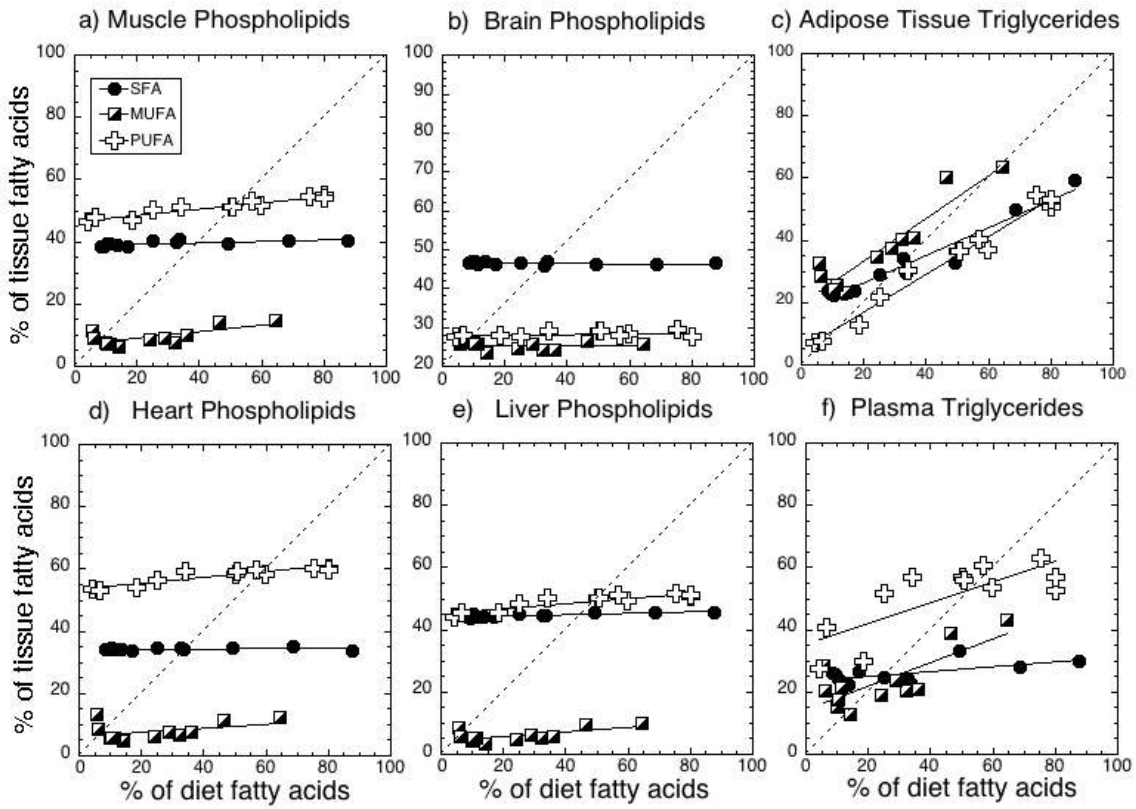 a) Muscle Phospholipids
b) Brain Phospholipids
c) Adipose Tissue Triglycerides
% of tissue fatty acids
100
80
60
40
20
0
SFA
MUFA
PUFA
0 20 40 60 80 100
100
90
80
70
60
50
40
30
20
0 20 40 60 80 100
100
80
60
40
20
0
0 20 40 60 80 100
d) Heart Phospholipids
e) Liver Phospholipids
f) Plasma Triglycerides
% of tissue fatty acids
100
80
60
40
20
0
0 20 40 60 80 100
% of diet fatty acids
100
80
60
40
20
0
0 20 40 60 80 100
% of diet fatty acids
100
80
60
40
20
0
0 20 40 60 80 100
% of diet fatty acids